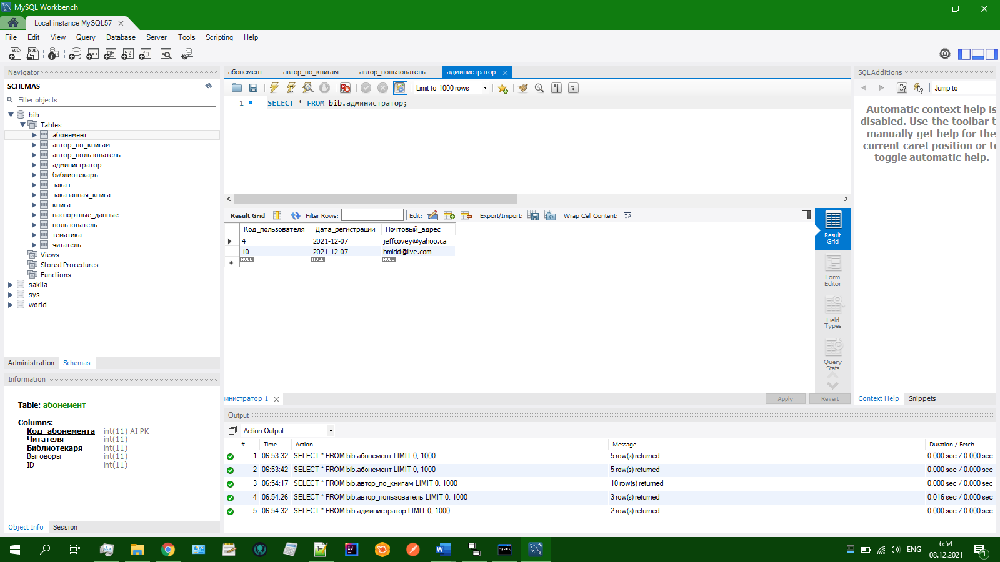 MySQL Workbench
Local instance MySQL57
File Edit View Query Database Server Tools Scripting Help
Navigator
SCHEMAS
Filter objects
bib
Tables
абонемент
автор_по_книгам
автор_пользователь
администратор
библиотекарь
заказ
заказанная_книга
книга
паспортные_данные
пользователь
тематика
читатель
Views
Stored Procedures
Functions
sakila
sys
world
Administration Schemas
Information
Table: абонемент
Columns:
Код_абонемента int(11) AI PK
Читателя int(11)
Библиотекаря int(11)
Выговоры int(11)
ID int(11)
Object Info Session
абонемент автор_по_книгам автор_пользователь администратор
Limit to 1000 rows
1 SELECT * FROM bib.администратор;
Result Grid Filter Rows: Edit: Export/Import: Wrap Cell Content:
Код_пользователя Дата_регистрации Почтовый_адрес
4 2021-12-07 jeffcovey@yahoo.ca
10 2021-12-07 bmidd@live.com
NULL NULL NULL
Result Grid
Form Editor
Field Types
Query Stats
министратор 1
Apply Revert
SQLAdditions
Jump to
Automatic context help is
disabled. Use the toolbar t
manually get help for the
current caret position or to
toggle automatic help.
Context Help Snippets
Output
Action Output
# Time Action Message Duration / Fetch
1 06:53:32 SELECT * FROM bib.абонемент LIMIT 0, 1000 5 row(s) returned 0.000 sec / 0.000 sec
2 06:53:42 SELECT * FROM bib.абонемент LIMIT 0, 1000 5 row(s) returned 0.000 sec / 0.000 sec
3 06:54:17 SELECT * FROM bib.автор_по_книгам LIMIT 0, 1000 10 row(s) returned 0.000 sec / 0.000 sec
4 06:54:26 SELECT * FROM bib.автор_пользователь LIMIT 0, 1000 3 row(s) returned 0.016 sec / 0.000 sec
5 06:54:32 SELECT * FROM bib.администратор LIMIT 0, 1000 2 row(s) returned 0.000 sec / 0.000 sec
ENG
6:54
08.12.2021
1